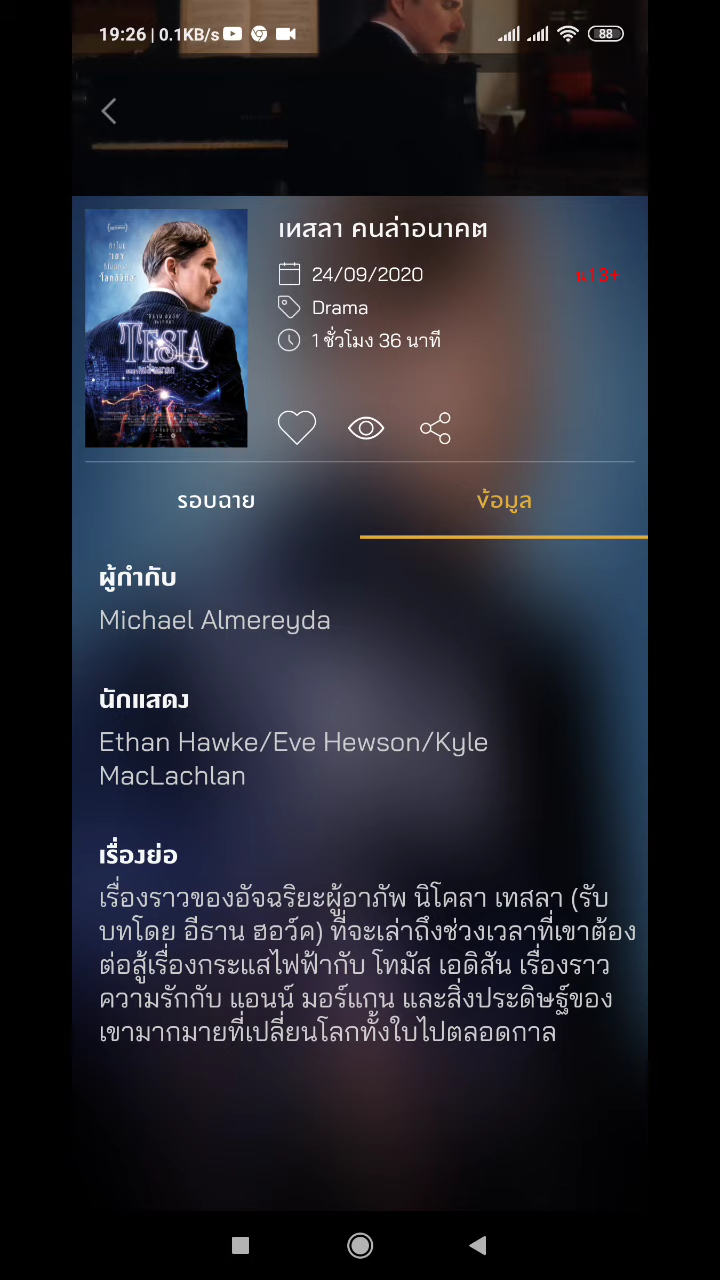 19:26 | 0.1KB/s
88
เทสลา คนล่าอนาคต
24/09/2020
น13+
Drama
1 ชั่วโมง 36 นาที
TESLA
รอบฉาย
ข้อมูล
ผู้กำกับ
Michael Almereyda
นักแสดง
Ethan Hawke/Eve Hewson/Kyle
MacLachlan
เรื่องย่อ
เรื่องราวของอัจฉริยะผู้อาภัพ นิโคลา เทสลา (รับ
บทโดย อีธาน ฮอว์ค) ที่จะเล่าถึงช่วงเวลาที่เขาต้อง
ต่อสู้เรื่องกระแสไฟฟ้ากับ โทมัส เอดิสัน เรื่องราว
ความรักกับ แอนน์ มอร์แกน และสิ่งประดิษฐ์ของ
เขามากมายที่เปลี่ยนโลกทั้งใบไปตลอดกาล